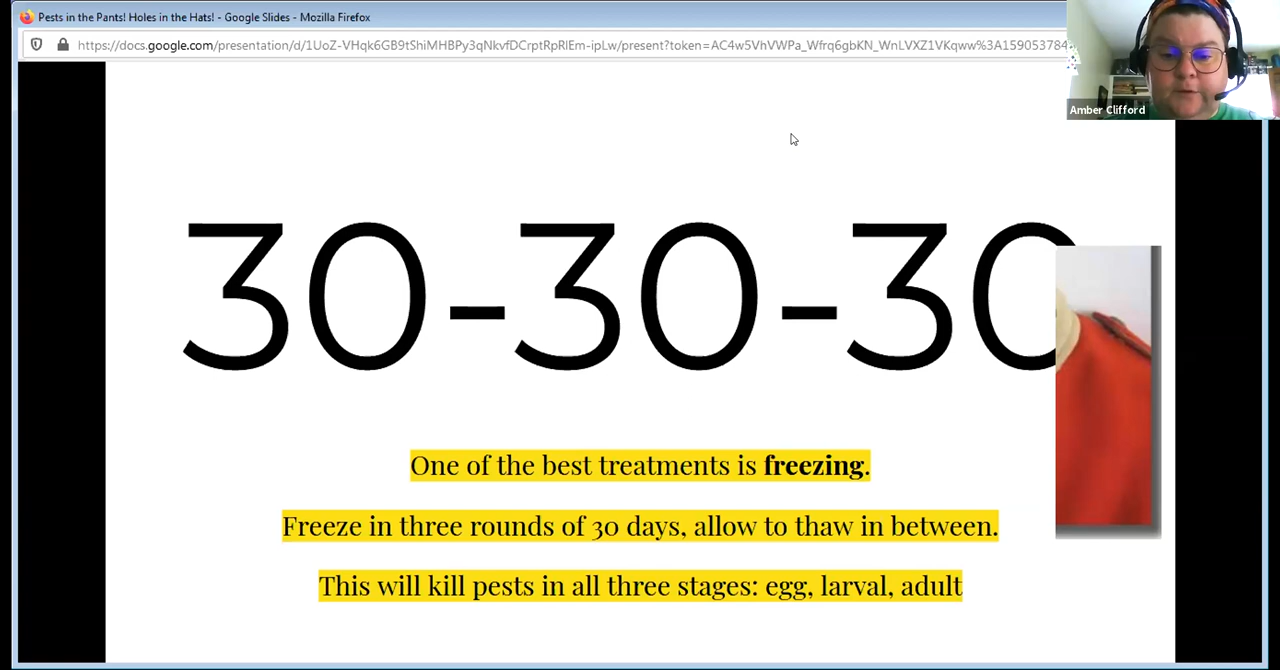 Pests in the Pants! Holes in the Hats! - Google Slides - Mozilla Firefox
https://docs.google.com/presentation/d/1UoZ-VHqk6GB9tShiMHBPy3qNkvfDCrptRpRlEm-ipLw/present?token=AC4w5VhVWPa_Wfrq6gbKN_WnLVXZ1VKqww%3A159053784
Amber Clifford
30-30-30
One of the best treatments is freezing.
Freeze in three rounds of 30 days, allow to thaw in between.
This will kill pests in all three stages: egg, larval, adult